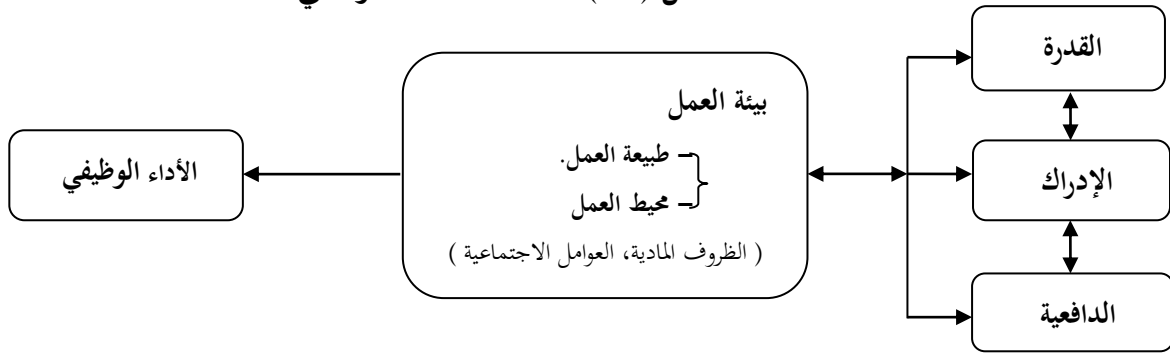 القدرة
بيئة العمل
– طبيعة العمل.
الإدراك
الأداء الوظيفي
– محيط العمل
( الظروف المادية، العوامل الاجتماعية )
الدافعية